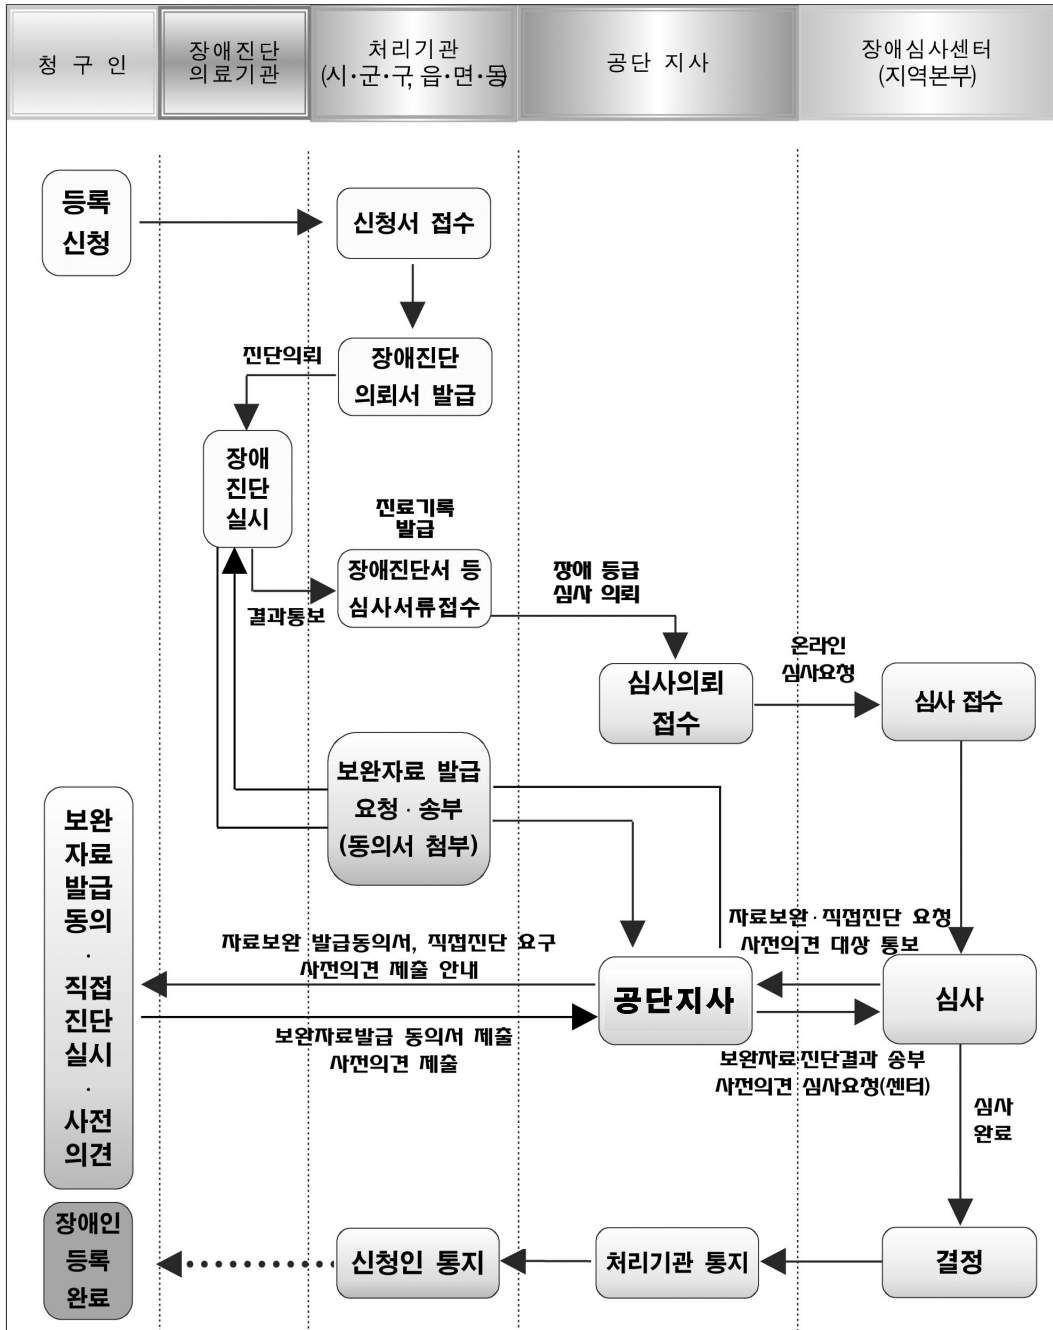 청 구 인
장애진단
의료기관
처리기관
(시·군·구, 읍·면·동)
공단 지사
장애심사센터
(지역본부)
등록
신청
신청서 접수
진단의뢰
장애진단
의뢰서 발급
장애
진단
실시
진료기록
발급
장애진단서 등
심사서류접수
결과통보
장애 등급
심사 의뢰
심사의뢰
접수
온라인
심사요청
심사 접수
보완자료 발급
요청·송부
(동의서 첨부)
보완
자료
발급
동의
·
직접
진단
실시
·
사전
의견
자료보완 발급동의서, 직접진단 요구
사전의견 제출 안내
보완자료발급 동의서 제출
사전의견 제출
공단지사
자료보완·직접진단 요청
사전의견 대상 통보
심사
보완자료·진단결과 송부
사전의견 심사요청(센터)
심사
완료
장애인
등록
완료
신청인 통지
처리기관 통지
결정